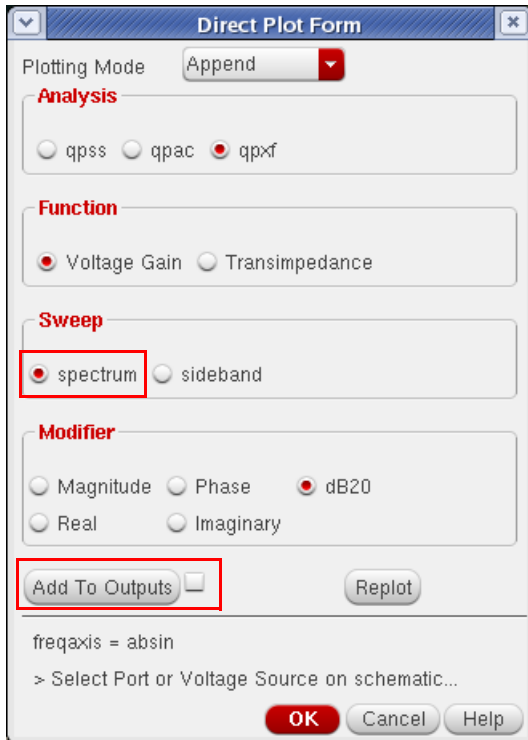 Direct Plot Form
Plotting Mode Append
Analysis
qpss qpac qpxf
Function
Voltage Gain Transimpedance
Sweep
spectrum sideband
Modifier
Magnitude Phase dB20
Real Imaginary
Add To Outputs Replot
freqaxis = absin
> Select Port or Voltage Source on schematic...
OK Cancel Help